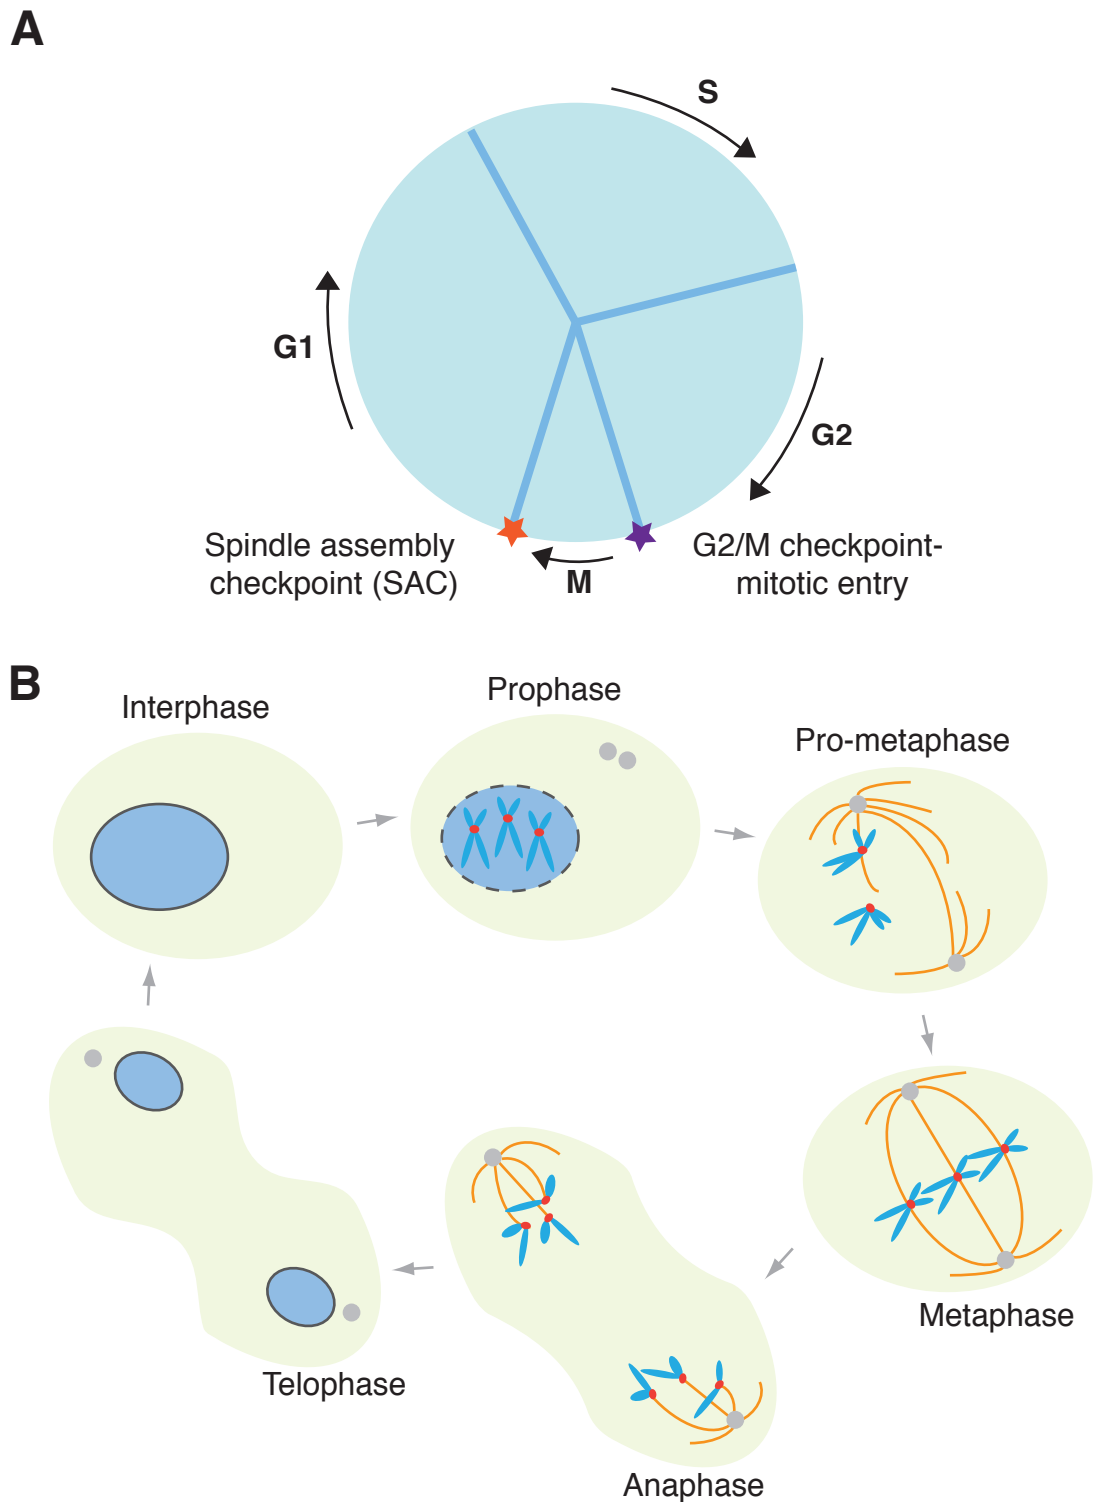 A
S
G1
G2
Spindle assembly
checkpoint (SAC)
M
G2/M checkpoint-
mitotic entry
B
Interphase
Prophase
Pro-metaphase
Metaphase
Telophase
Anaphase